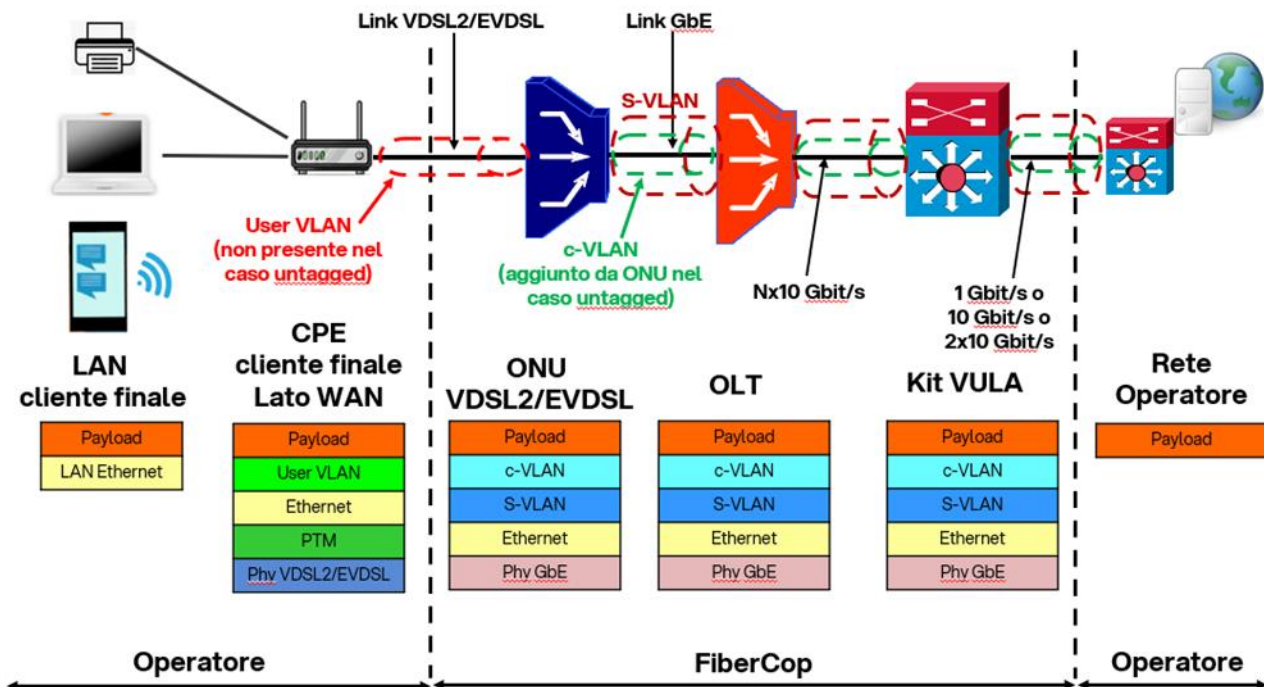 Link VDSL2/EVDSL
Link GbE
S-VLAN
User VLAN
(non presente nel
caso untagged)
c-VLAN
(aggiunto da ONU nel
caso untagged)
Nx10 Gbit/s
1 Gbit/s o
10 Gbit/s o
2x10 Gbit/s
LAN
cliente finale
CPE
cliente finale
Lato WAN
ONU
VDSL2/EVDSL
OLT
Kit VULA
Rete
Operatore
Payload
LAN Ethernet
Payload
User VLAN
Ethernet
PTM
Phy VDSL2/EVDSL
Payload
c-VLAN
S-VLAN
Ethernet
Phy GbE
Payload
c-VLAN
S-VLAN
Ethernet
Phy GbE
Payload
c-VLAN
S-VLAN
Ethernet
Phy GbE
Payload
Operatore
FiberCop
Operatore